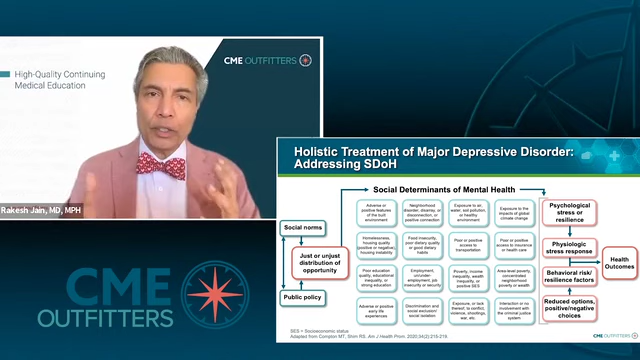 High-Quality Continuing
Medical Education
CME OUTFITTERS
Rakesh Jain, MD, MPH
CME
OUTFITTERS
Holistic Treatment of Major Depressive Disorder:
Addressing SDoH
Social Determinants of Mental Health
Social norms
Just or unjust
distribution of
opportunity
Public policy
Adverse or
positive features
of the built
environment
Neighborhood
disorder, disarray, or
disconnection, or
positive connection
Exposure to air,
water, soil pollution,
or healthy
environment
Exposure to the
impacts of global
climate change
Homelessness,
housing quality
(positive or negative),
housing instability
Food insecurity,
poor dietary quality
or good dietary
habits
Poor or positive
access to
transportation
Poor or positive
access to insurance
or health care
Poor education
quality, educational
inequality, or
strong education
Employment,
under-
employment, job
insecurity or security
Poverty, income
inequality, wealth
inequality, or
positive SES
Area-level poverty,
concentrated
neighborhood
poverty or wealth
Adverse or positive
early life
experiences
Discrimination and
social exclusion/
social isolation
Exposure, or lack
thereof, to conflict,
violence, shootings,
war, etc.
Interaction or no
involvement with
the criminal justice
system
Psychological
stress or
resilience
Physiologic
stress response
Behavioral risk/
resilience factors
Reduced options,
positive/negative
choices
Health
Outcomes
SES = Socioeconomic status
Adapted from Compton MT, Shim RS. Am J Health Prom. 2020;34(2):215-219.
CME OUTFITTERS